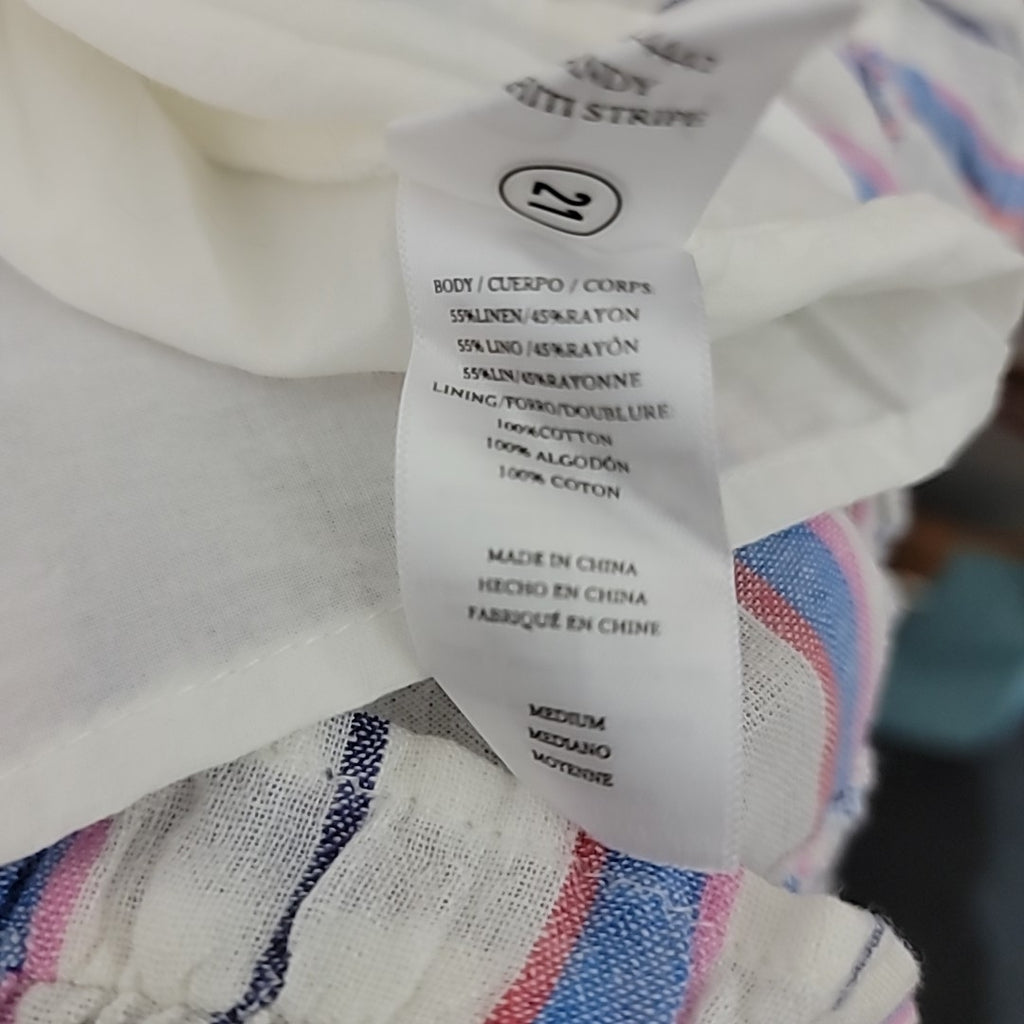 STRIPE
21
BODY / CUERPO / CORPS
55%LINEN/45%RAYON
55% LINO /45%RAYÓN
55%LIN/45%RAYONNE
LINING/FORRO/DOUBLURE
100%COTTON
100% ALGODÓN
100% COTON
MADE IN CHINA
HECHO EN CHINA
FABRIQUÉ EN CHINE
MEDIUM
MEDIANO
MOYENNE